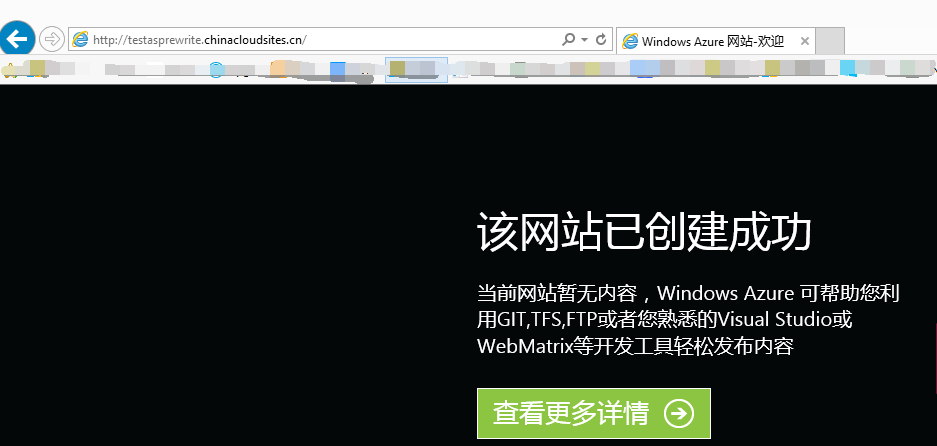 http://testasprewrite.chinacloudsites.cn/
Windows Azure 网站-欢迎
该网站已创建成功
当前网站暂无内容，Windows Azure 可帮助您利
用GIT,TFS,FTP或者您熟悉的Visual Studio或
WebMatrix等开发工具轻松发布内容
查看更多详情